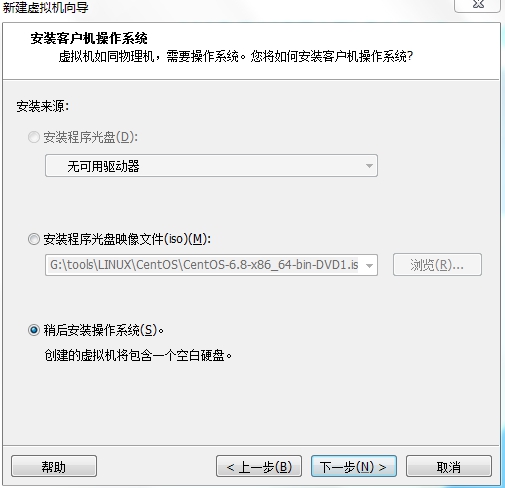 新建虚拟机向导
安装客户机操作系统
虚拟机如同物理机，需要操作系统。您将如何安装客户机操作系统?
安装来源:
安装程序光盘(D):
无可用驱动器
安装程序光盘映像文件(iso)(M):
G:\tools\LINUX\CentOS\CentOS-6.8-x86_64-bin-DVD1.is
浏览(R)...
稍后安装操作系统(S)。
创建的虚拟机将包含一个空白硬盘。
帮助
< 上一步(B)
下一步(N) >
取消